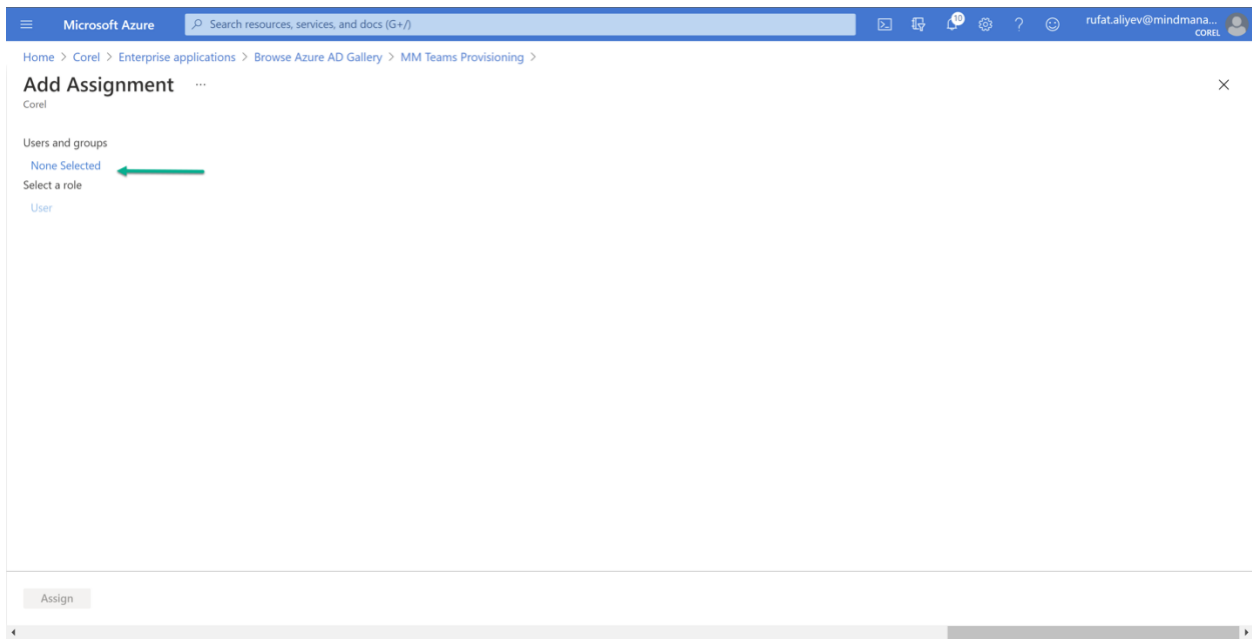 Microsoft Azure
Search resources, services, and docs (G+/)
10
rufat.aliyev@mindmana...
COREL
Home > Corel > Enterprise applications > Browse Azure AD Gallery > MM Teams Provisioning >
Add Assignment ...
Corel
Users and groups
None Selected
Select a role
User
Assign